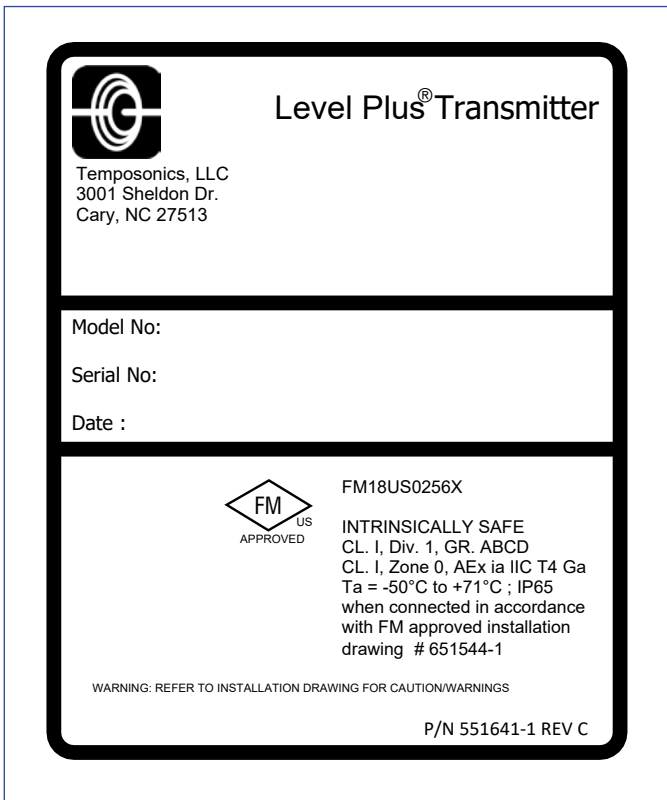 Level Plus® Transmitter
Temposonics, LLC
3001 Sheldon Dr.
Cary, NC 27513
Model No:
Serial No:
Date :
FM
US
APPROVED
FM18US0256X
INTRINSICALLY SAFE
CL. I, Div. 1, GR. ABCD
CL. I, Zone 0, AEx ia IIC T4 Ga
Ta = -50°C to +71°C ; IP65
when connected in accordance
with FM approved installation
drawing # 651544-1
WARNING: REFER TO INSTALLATION DRAWING FOR CAUTION/WARNINGS
P/N 551641-1 REV C